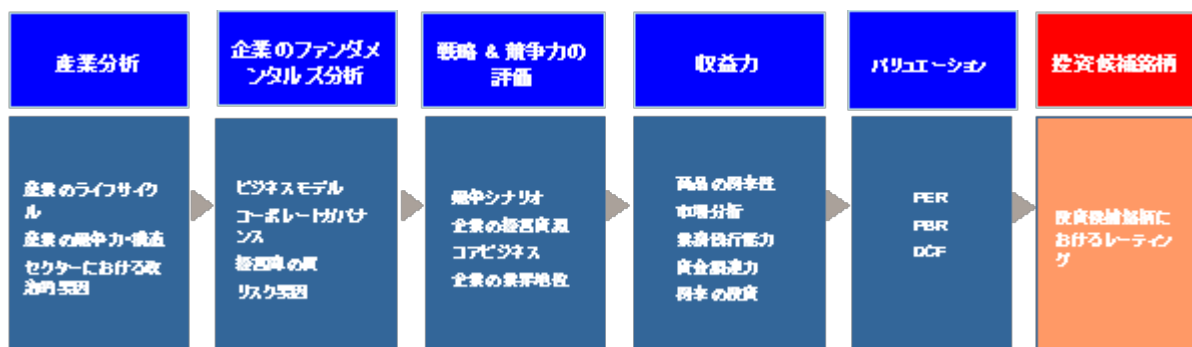 産業分析
企業のファンダメ
ンタルズ分析
戦略 & 競争力の
評価
収益力
バリュエーション
投資候補銘柄
産業のライフサイク
ル
産業の競争力・構造
セクターにおける政
治的要因
ビジネスモデル
コーポレートガバナ
ンス
経営陣の質
リスク要因
競争シナリオ
企業の経営資源
コアビジネス
企業の業界地位
商品の効率性
市場分析
業務執行能力
資金調達力
効率の投資
PER
PBR
DCF
投資候補銘柄に
おけるレーティン
グ